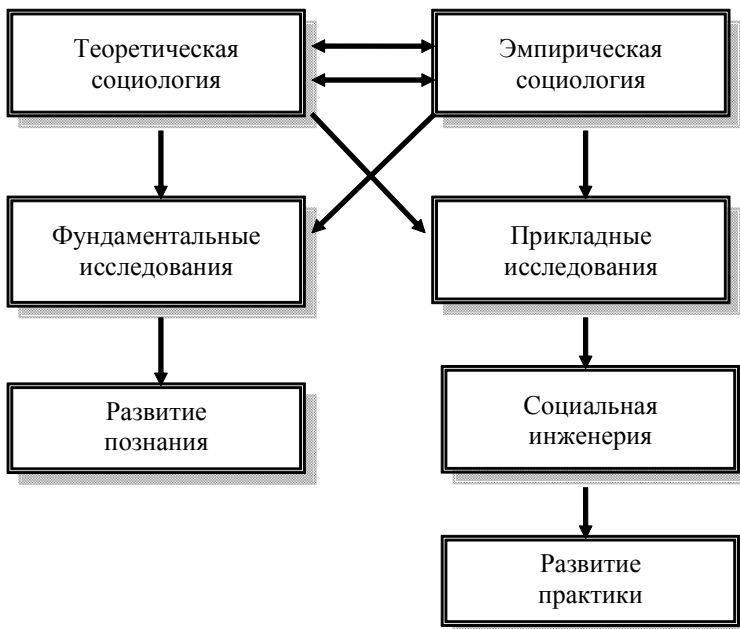 Теоретическая
социология
Эмпирическая
социология
Фундаментальные
исследования
Прикладные
исследования
Развитие
познания
Социальная
инженерия
Развитие
практики